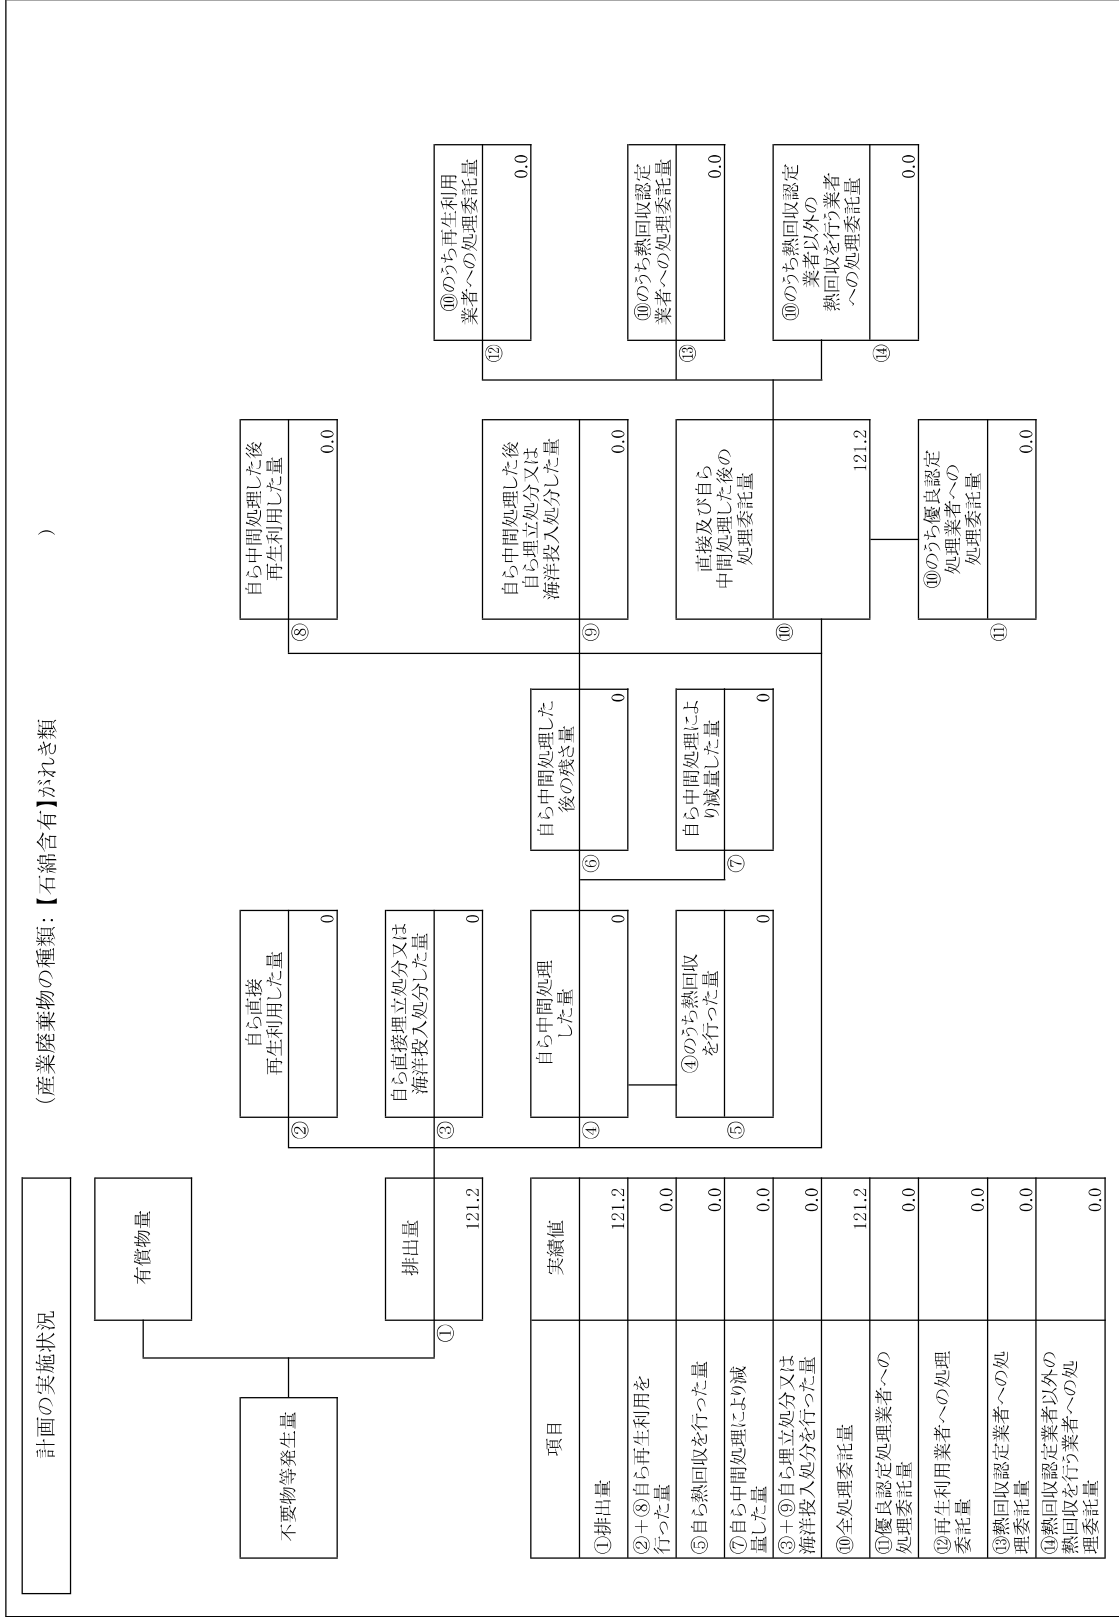 計画の実施状況
(産業廃棄物の種類：【石綿含有】がれき類 )
不要物等発生量
有償物量
①
排出量
121.2
②
自ら直接
再生利用した量
0
③
自ら直接埋立処分又は
海洋投入処分した量
0
④
自ら中間処理
した量
0
⑤
④のうち熱回収
を行った量
0
⑥
自ら中間処理した
後の残さ量
0
⑦
自ら中間処理によ
り減量した量
0
⑧
自ら中間処理した後
再生利用した量
0.0
⑨
自ら中間処理した後
自ら埋立処分又は
海洋投入処分した量
0.0
⑩
直接及び自ら
中間処理した後の
処理委託量
121.2
⑪
⑩のうち優良認定
処理業者への
処理委託量
0.0
⑫
⑩のうち再生利用
業者への処理委託量
0.0
⑬
⑩のうち熱回収認定
業者への処理委託量
0.0
⑭
⑩のうち熱回収認定
業者以外の
熱回収を行う業者
への処理委託量
0.0
項目 実績値
①排出量 121.2
②＋⑧自ら再生利用を
行った量 0.0
⑤自ら熱回収を行った量 0.0
⑦自ら中間処理により減
量した量 0.0
③＋⑨自ら埋立処分又は
海洋投入処分を行った量 0.0
⑩全処理委託量 121.2
⑪優良認定処理業者への
処理委託量 0.0
⑫再生利用業者への処理
委託量 0.0
⑬熱回収認定業者への処
理委託量 0.0
⑭熱回収認定業者以外の
熱回収を行う業者への処
理委託量 0.0